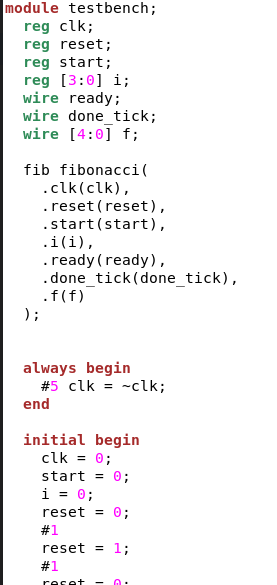 module testbench;
reg clk;
reg reset;
reg start;
reg [3:0] i;
wire ready;
wire done_tick;
wire [4:0] f;
fib fibonacci(
.clk(clk),
.reset(reset),
.start(start),
.i(i),
.ready(ready),
.done_tick(done_tick),
.f(f)
);
always begin
#5 clk = ~clk;
end
initial begin
clk = 0;
start = 0;
i = 0;
reset = 0;
#1
reset = 1;
#1
reset = 0;